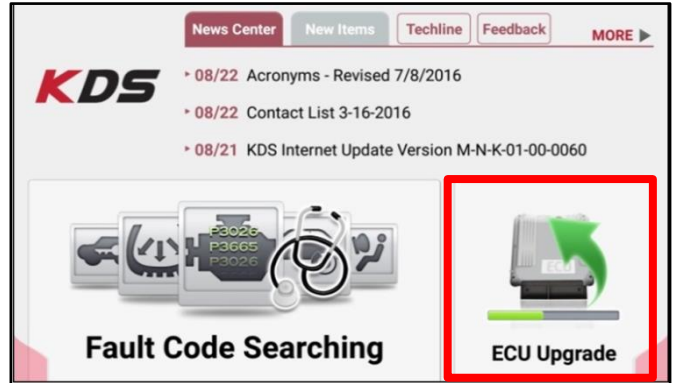 News Center New Items Techline Feedback MORE
KDS
08/22 Acronyms - Revised 7/8/2016
08/22 Contact List 3-16-2016
08/21 KDS Internet Update Version M-N-K-01-00-0060
P3026
P3665
P3026
ECU
Fault Code Searching
ECU Upgrade